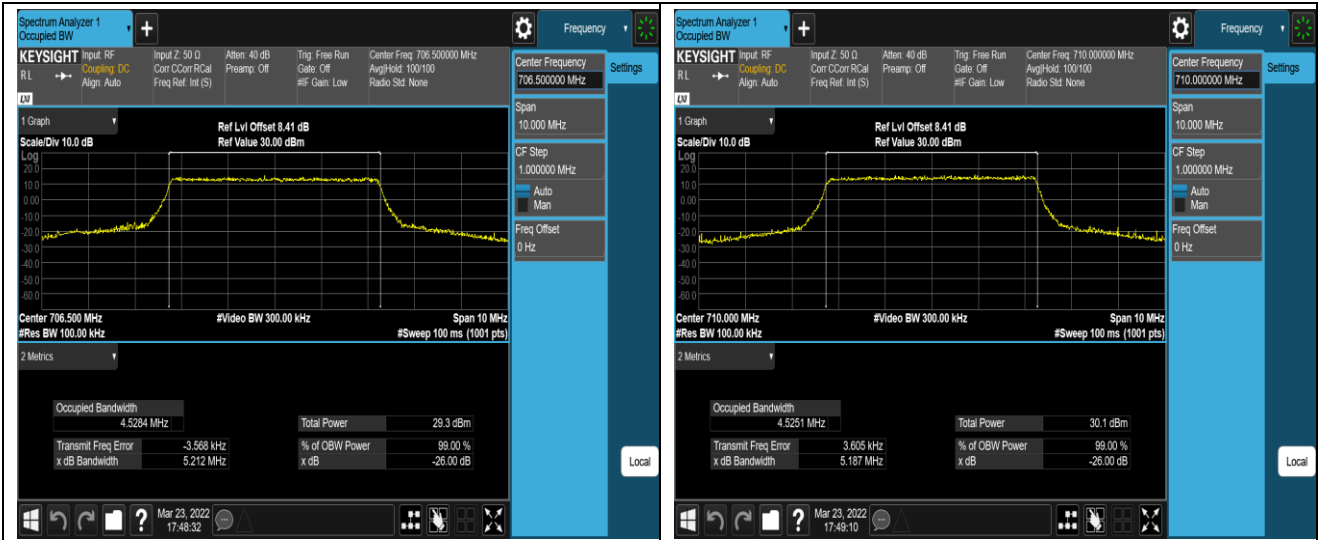 Spectrum Analyzer 1
Occupied BW
+
Frequency
KEYSIGHT
RL
LXI
Input: RF
Coupling: DC
Align: Auto
Input Z: 50 Ω
Corr CCorr RCal
Freq Ref: Int (S)
Atten: 40 dB
Preamp: Off
Trig: Free Run
Gate: Off
#IF Gain: Low
Center Freq: 706.500000 MHz
Avg|Hold: 100/100
Radio Std: None
Center Frequency
706.500000 MHz
Settings
Span
10.000 MHz
CF Step
1.000000 MHz
Auto
Man
Freq Offset
0 Hz
Local
1 Graph
Scale/Div 10.0 dB
Ref Lvl Offset 8.41 dB
Ref Value 30.00 dBm
Log
20.0
10.0
0.00
-10.0
-20.0
-30.0
-40.0
-50.0
-60.0
Center 706.500 MHz
#Video BW 300.00 kHz
Span 10 MHz
#Res BW 100.00 kHz
#Sweep 100 ms (1001 pts)
2 Metrics
Occupied Bandwidth
4.5284 MHz
Total Power 29.3 dBm
Transmit Freq Error -3.568 kHz
% of OBW Power 99.00 %
x dB Bandwidth 5.212 MHz
x dB -26.00 dB
?
Mar 23, 2022
17:48:32
Spectrum Analyzer 1
Occupied BW
+
Frequency
KEYSIGHT
RL
LXI
Input: RF
Coupling: DC
Align: Auto
Input Z: 50 Ω
Corr CCorr RCal
Freq Ref: Int (S)
Atten: 40 dB
Preamp: Off
Trig: Free Run
Gate: Off
#IF Gain: Low
Center Freq: 710.000000 MHz
Avg|Hold: 100/100
Radio Std: None
Center Frequency
710.000000 MHz
Settings
Span
10.000 MHz
CF Step
1.000000 MHz
Auto
Man
Freq Offset
0 Hz
Local
1 Graph
Scale/Div 10.0 dB
Ref Lvl Offset 8.41 dB
Ref Value 30.00 dBm
Log
20.0
10.0
0.00
-10.0
-20.0
-30.0
-40.0
-50.0
-60.0
Center 710.000 MHz
#Video BW 300.00 kHz
Span 10 MHz
#Res BW 100.00 kHz
#Sweep 100 ms (1001 pts)
2 Metrics
Occupied Bandwidth
4.5251 MHz
Total Power 30.1 dBm
Transmit Freq Error 3.605 kHz
% of OBW Power 99.00 %
x dB Bandwidth 5.187 MHz
x dB -26.00 dB
?
Mar 23, 2022
17:49:10